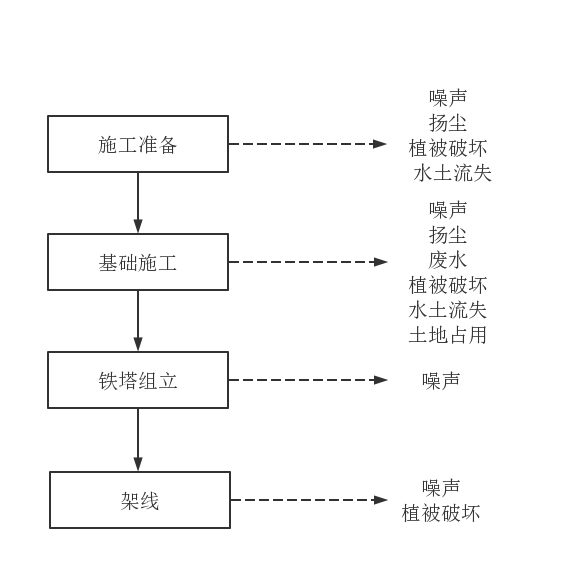 施工准备
噪声
扬尘
植被破坏
水土流失
基础施工
噪声
扬尘
废水
植被破坏
水土流失
土地占用
铁塔组立
噪声
架线
噪声
植被破坏